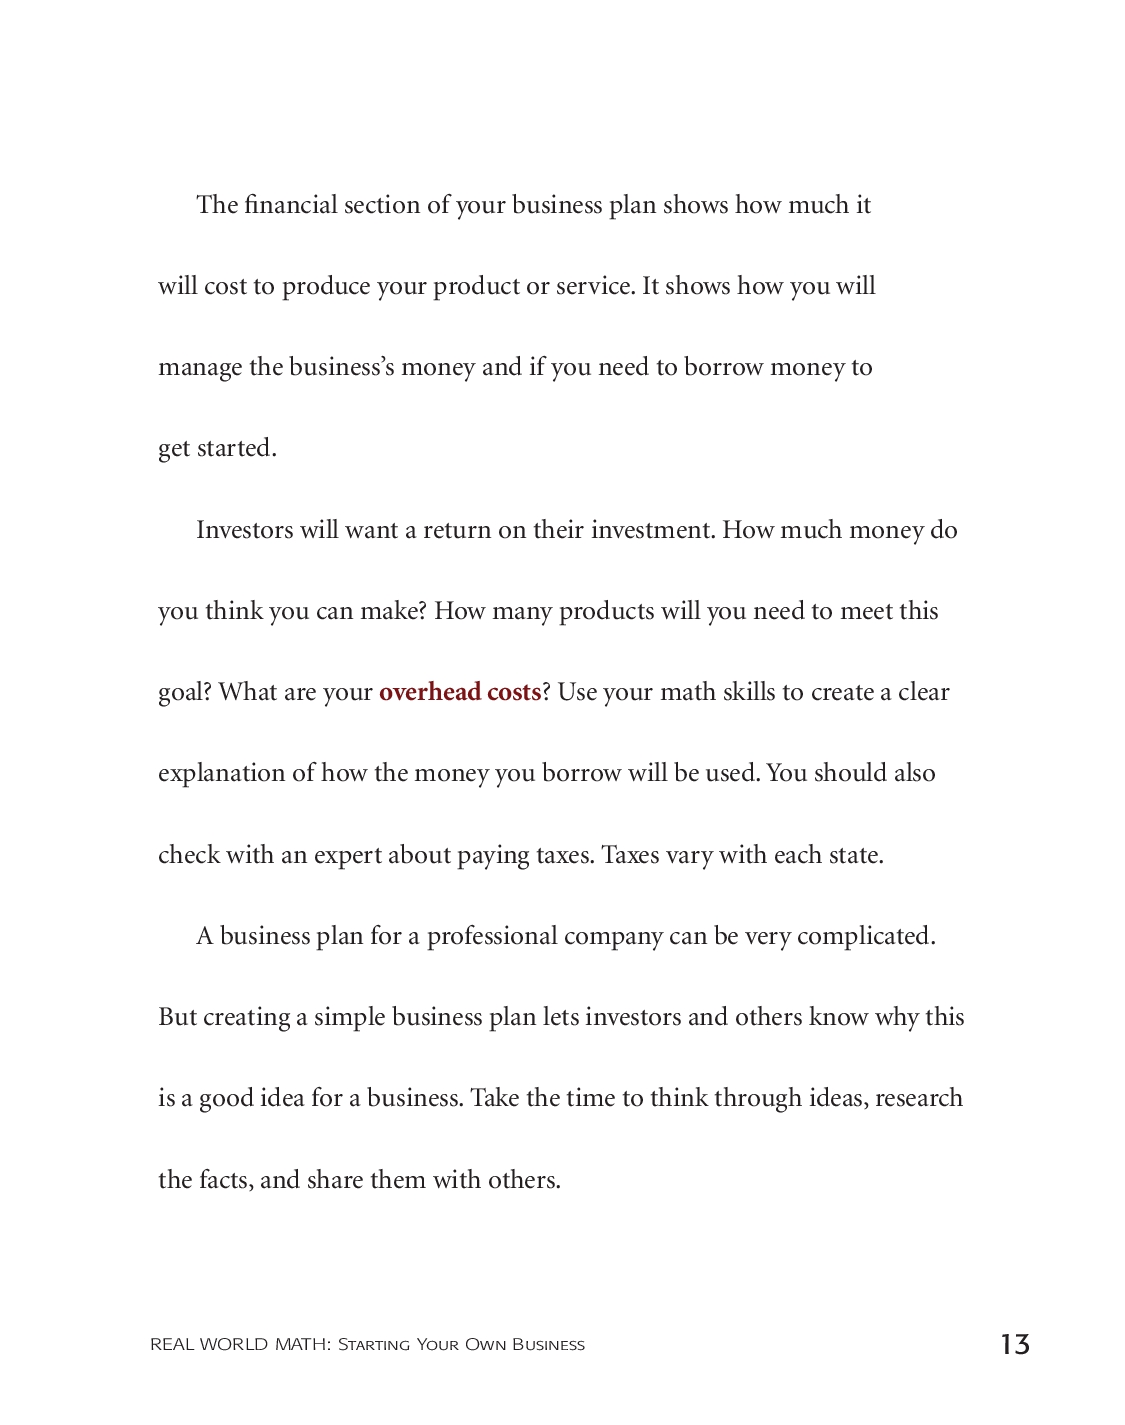 The financial section of your business plan shows how much it
will cost to produce your product or service. It shows how you will
manage the business’s money and if you need to borrow money to
get started.
Investors will want a return on their investment. How much money do
you think you can make? How many products will you need to meet this
goal? What are your overhead costs? Use your math skills to create a clear
explanation of how the money you borrow will be used. You should also
check with an expert about paying taxes. Taxes vary with each state.
A business plan for a professional company can be very complicated.
But creating a simple business plan lets investors and others know why this
is a good idea for a business. Take the time to think through ideas, research
the facts, and share them with others.
REAL WORLD MATH: Starting Your Own Business 13